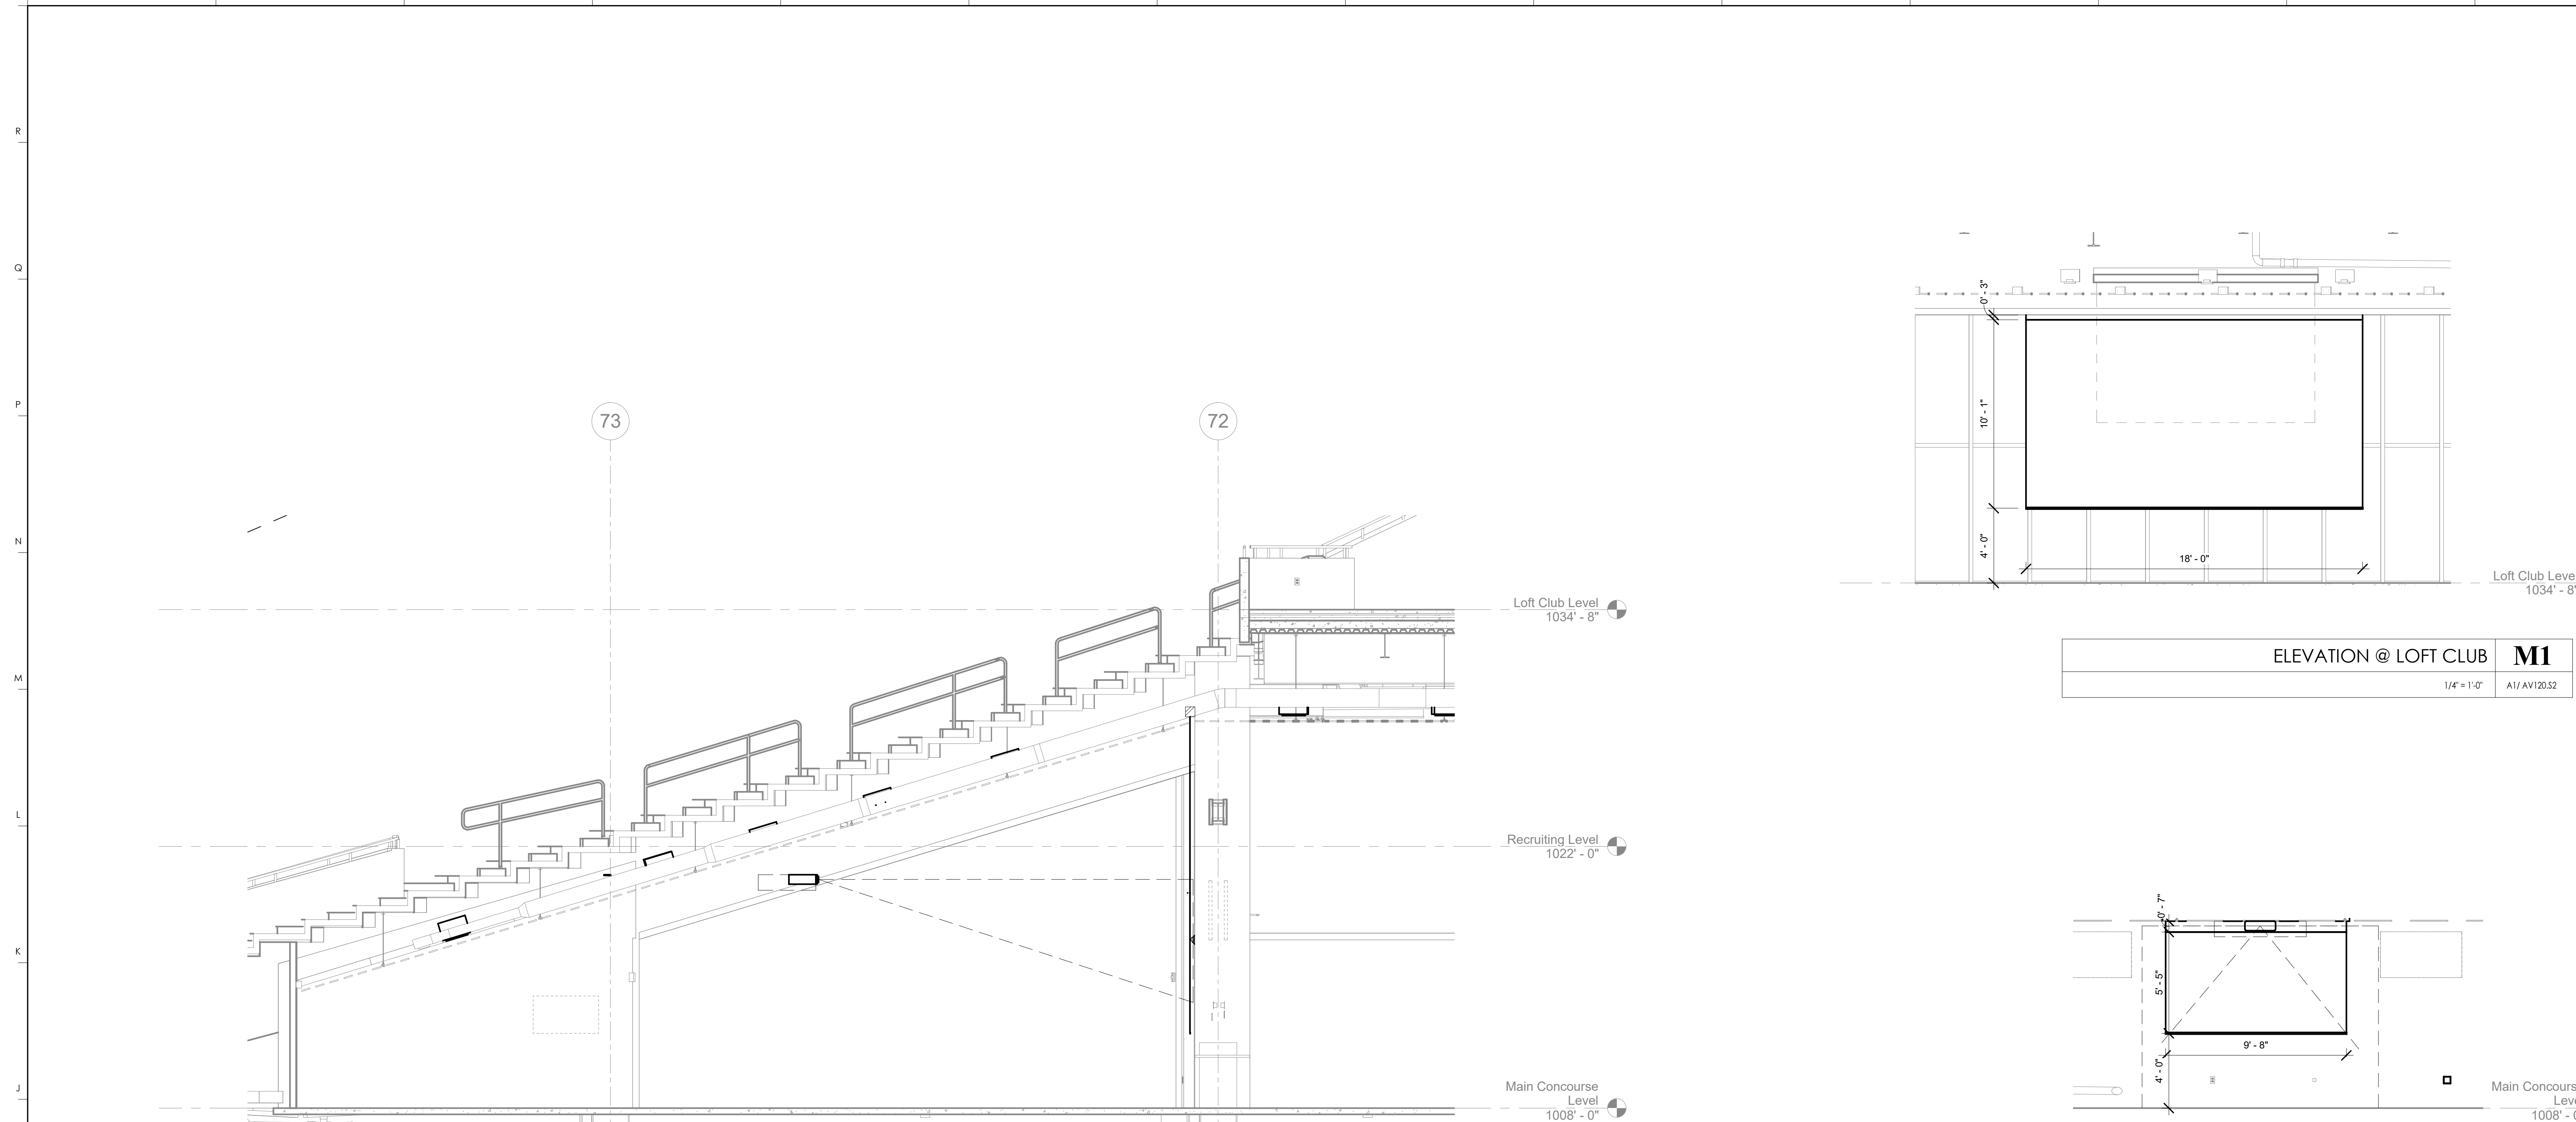 R
Q
P
N
M
L
K
J
73
72
Loft Club Level
1034' - 8"
Recruiting Level
1022' - 0"
Main Concourse
Level
1008' - 0"
0' - 3"
10' - 1"
4' - 0"
18' - 0"
Loft Club Leve
1034' - 8"
ELEVATION @ LOFT CLUB
M1
1/4" = 1'-0"
A1/ AV120.S2
0' - 7"
5' - 5"
4' - 0"
9' - 8"
Main Concours
Leve
1008' - 0